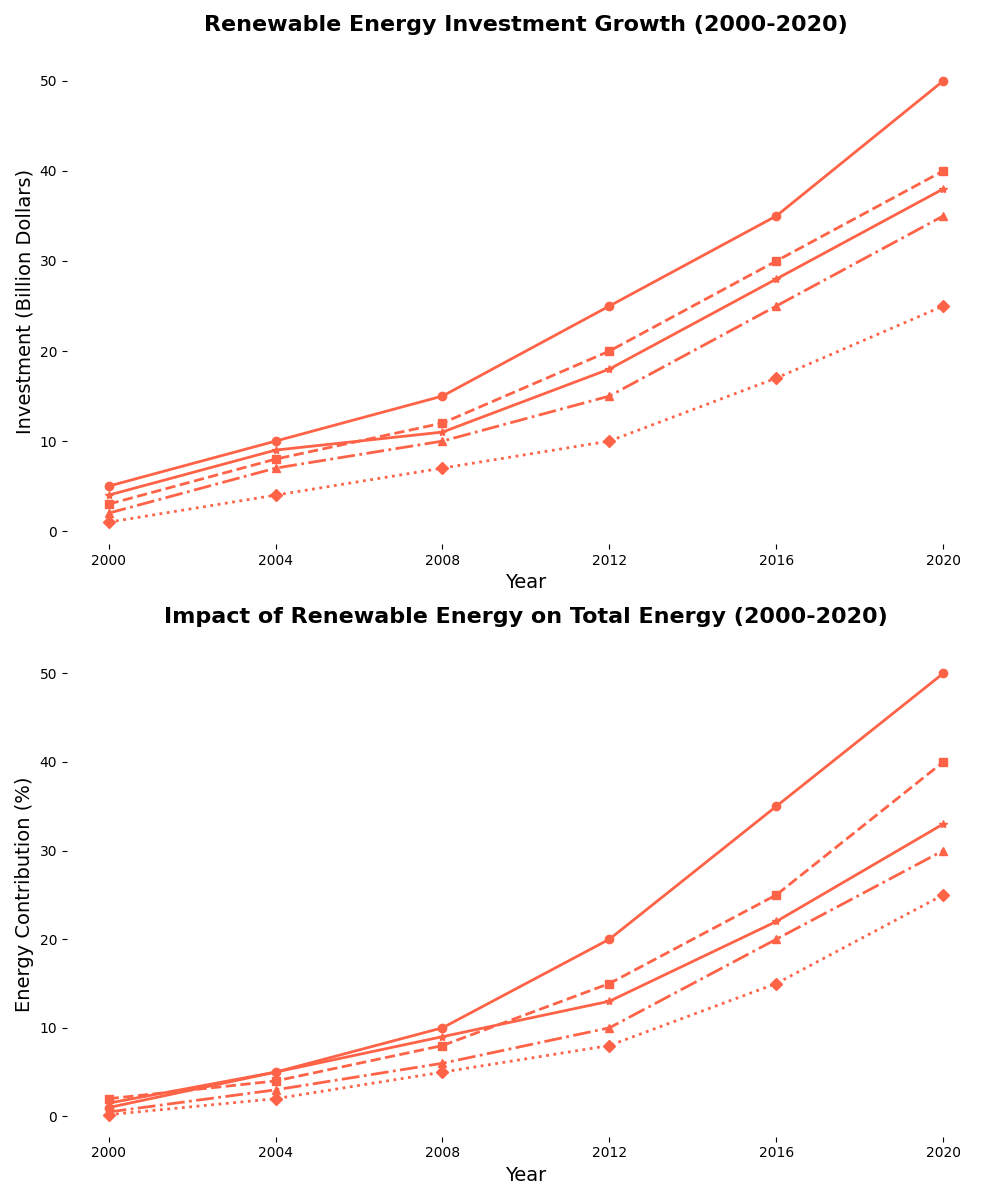 Renewable Energy Investment Growth (2000-2020)
50
40
30
20
10
0
Investment (Billion Dollars)
2000 2004 2008 2012 2016 2020
Year
Impact of Renewable Energy on Total Energy (2000-2020)
50
40
30
20
10
0
Energy Contribution (%)
2000 2004 2008 2012 2016 2020
Year